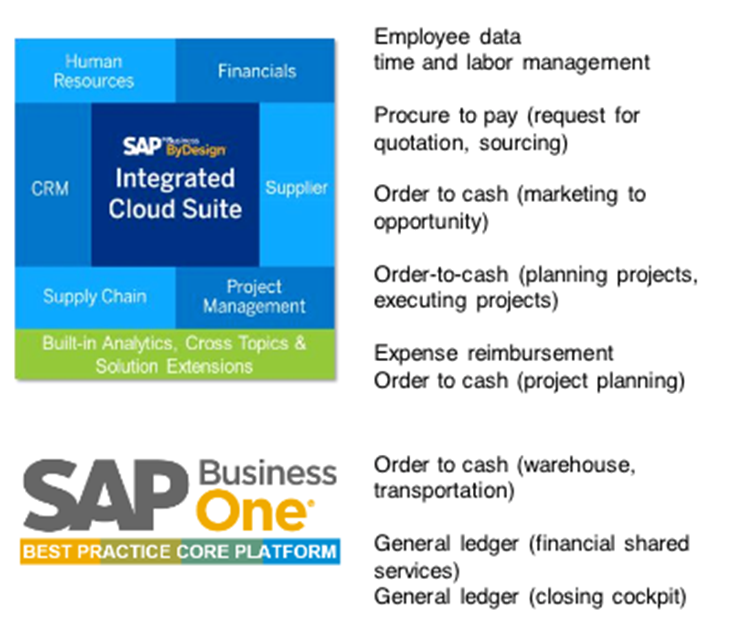 Human
Resources
Financials
CRM
SAP Business
ByDesign
Integrated
Cloud Suite
Supplier
Supply Chain
Project
Management
Built-in Analytics, Cross Topics &
Solution Extensions
Employee data
time and labor management
Procure to pay (request for
quotation, sourcing)
Order to cash (marketing to
opportunity)
Order-to-cash (planning projects,
executing projects)
Expense reimbursement
Order to cash (project planning)
SAP Business
One
BEST PRACTICE CORE PLATFORM
Order to cash (warehouse,
transportation)
General ledger (financial shared
services)
General ledger (closing cockpit)